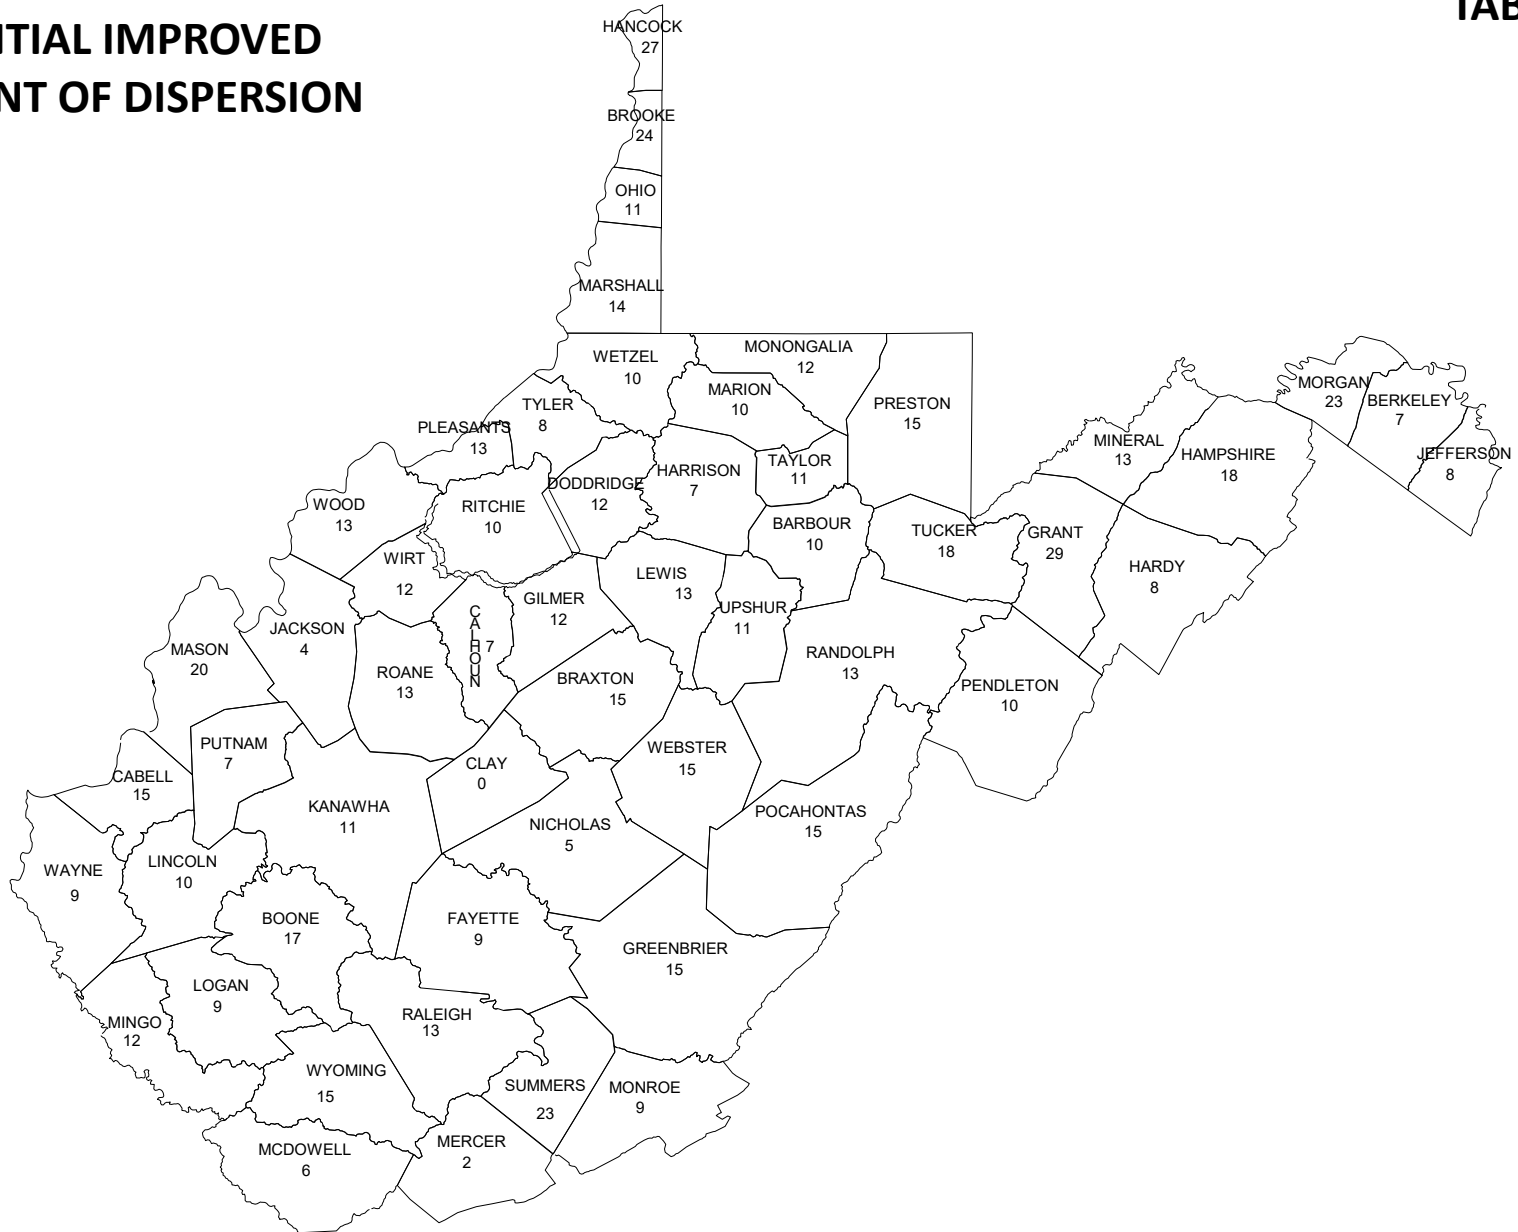 NTIAL IMPROVED
NT OF DISPERSION
TAB
HANCOCK
27
BROOKE
24
OHIO
11
MARSHALL
14
WETZEL
10
MONONGALIA
12
MARION
10
PRESTON
15
TYLER
8
PLEASANTS
13
TAYLOR
11
HARRISON
7
DODDRIDGE
12
RITCHIE
10
WOOD
13
BARBOUR
10
TUCKER
18
GRANT
29
MINERAL
13
HAMPSHIRE
18
MORGAN
23
BERKELEY
7
JEFFERSON
8
HARDY
8
WIRT
12
LEWIS
13
GILMER
12
UPSHUR
11
CALHOUN
7
JACKSON
4
MASON
20
ROANE
13
BRAXTON
15
RANDOLPH
13
PENDLETON
10
PUTNAM
7
WEBSTER
15
CLAY
0
CABELL
15
KANAWHA
11
NICHOLAS
5
POCAHONTAS
15
LINCOLN
10
WAYNE
9
BOONE
17
FAYETTE
9
GREENBRIER
15
LOGAN
9
RALEIGH
13
MINGO
12
WYOMING
15
SUMMERS
23
MONROE
9
MCDOWELL
6
MERCER
2